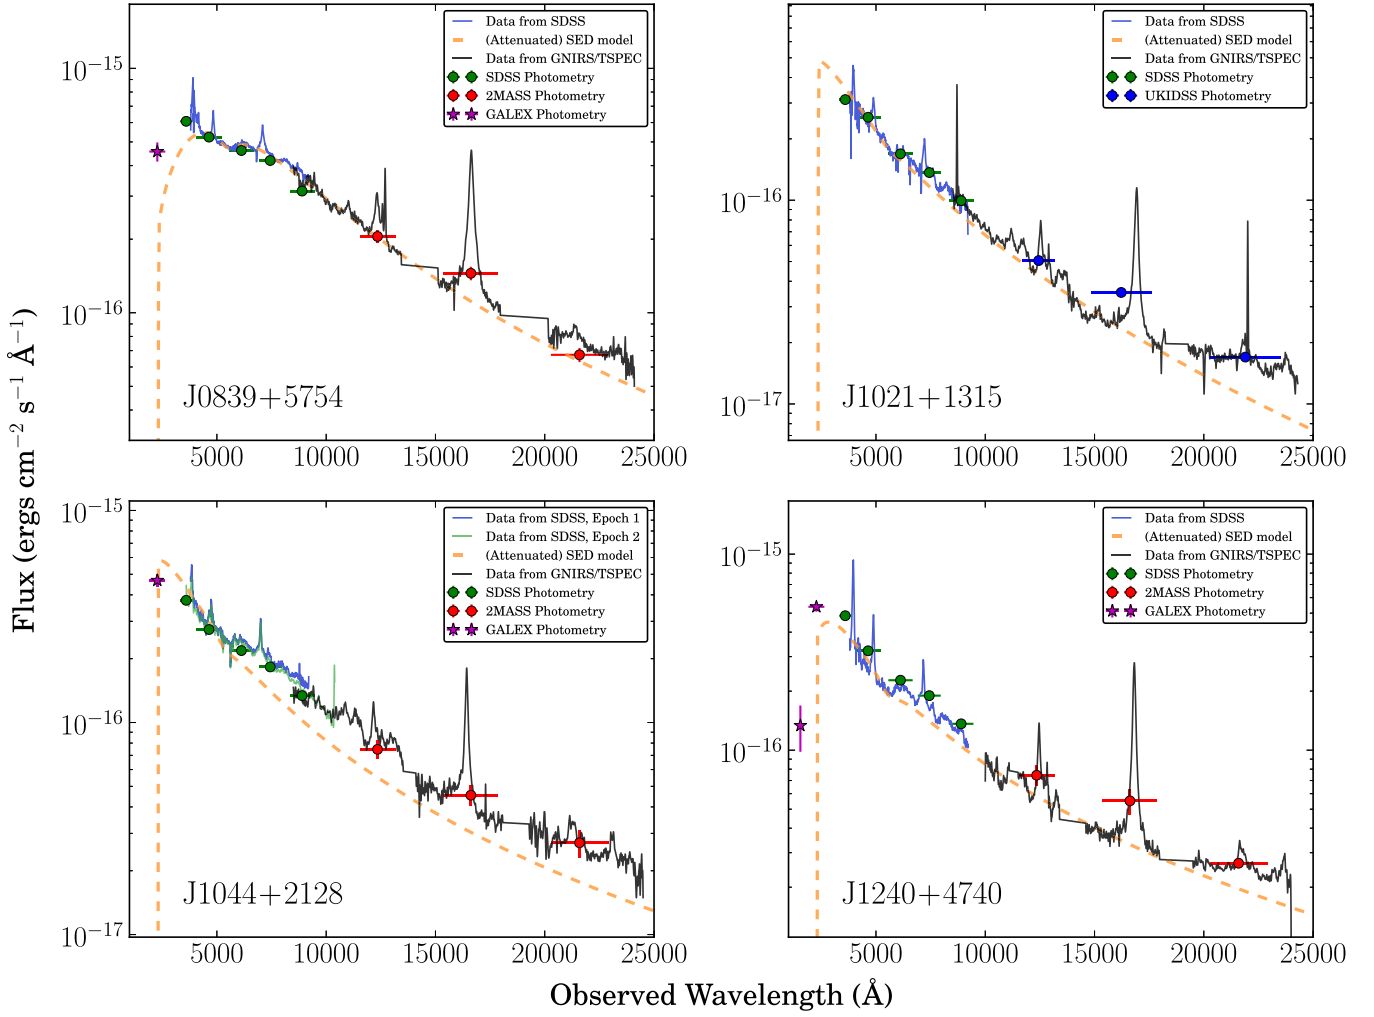 Flux (ergs cm−2 s−1 Å−1)
Data from SDSS
(Attenuated) SED model
Data from GNIRS/TSPEC
SDSS Photometry
2MASS Photometry
GALEX Photometry
10−15
10−16
J0839+5754
5000 10000 15000 20000 25000
Data from SDSS
(Attenuated) SED model
Data from GNIRS/TSPEC
SDSS Photometry
UKIDSS Photometry
10−16
10−17
J1021+1315
5000 10000 15000 20000 25000
Data from SDSS, Epoch 1
Data from SDSS, Epoch 2
(Attenuated) SED model
Data from GNIRS/TSPEC
SDSS Photometry
2MASS Photometry
GALEX Photometry
10−15
10−16
10−17
J1044+2128
5000 10000 15000 20000 25000
Data from SDSS
(Attenuated) SED model
Data from GNIRS/TSPEC
SDSS Photometry
2MASS Photometry
GALEX Photometry
10−15
10−16
J1240+4740
5000 10000 15000 20000 25000
Observed Wavelength (Å)